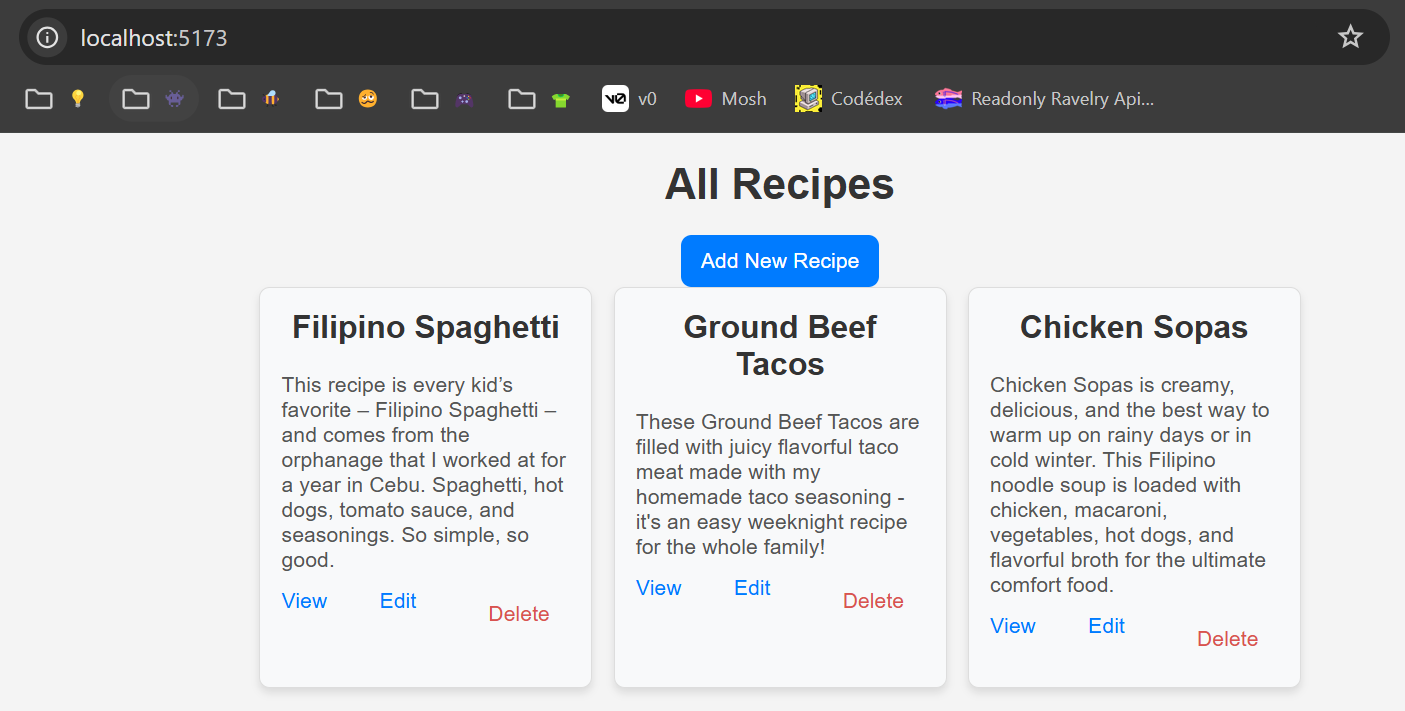 localhost:5173
v0 Mosh Codédex Readonly Ravelry Api...
All Recipes
Add New Recipe
Filipino Spaghetti
This recipe is every kid’s
favorite – Filipino Spaghetti –
and comes from the
orphanage that I worked at for
a year in Cebu. Spaghetti, hot
dogs, tomato sauce, and
seasonings. So simple, so
good.
View Edit Delete
Ground Beef
Tacos
These Ground Beef Tacos are
filled with juicy flavorful taco
meat made with my
homemade taco seasoning -
it's an easy weeknight recipe
for the whole family!
View Edit Delete
Chicken Sopas
Chicken Sopas is creamy,
delicious, and the best way to
warm up on rainy days or in
cold winter. This Filipino
noodle soup is loaded with
chicken, macaroni,
vegetables, hot dogs, and
flavorful broth for the ultimate
comfort food.
View Edit Delete